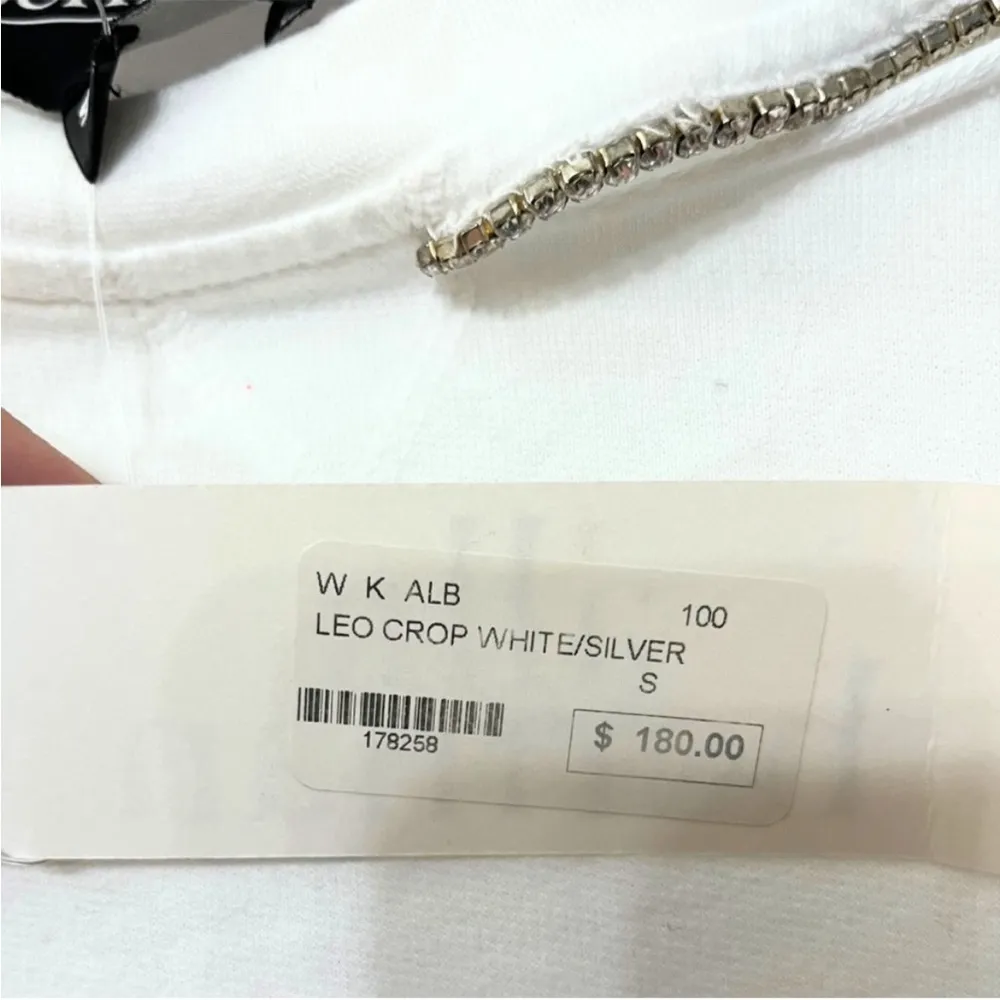 W K ALB
100
LEO CROP WHITE/SILVER
S
178258
$ 180.00